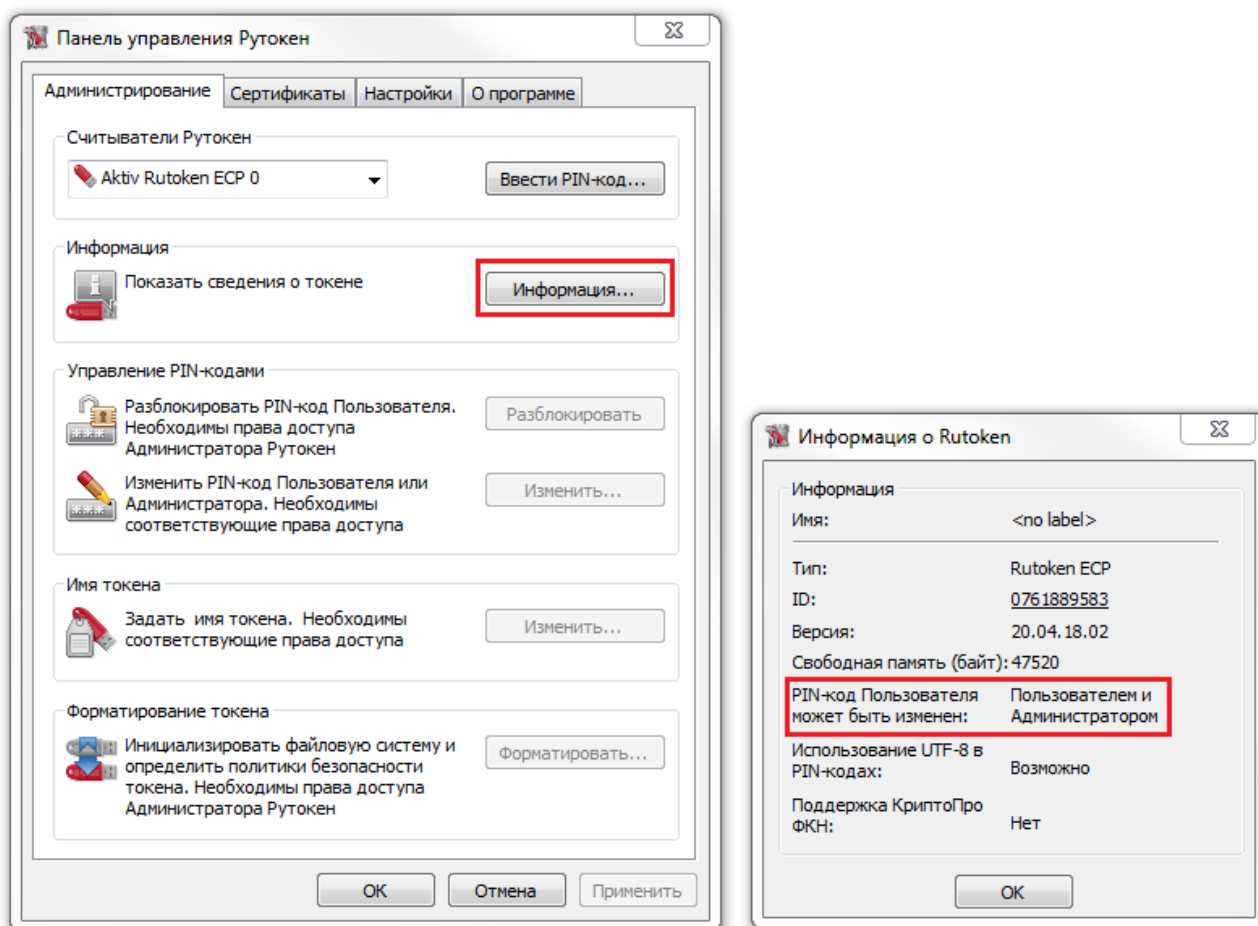 Панель управления Рутокен
Администрирование Сертификаты Настройки О программе
Считыватели Рутокен
Aktiv Rutoken ECP 0
Ввести PIN-код...
Информация
Показать сведения о токене
Информация...
Управление PIN-кодами
Разблокировать PIN-код Пользователя.
Необходимы права доступа
Администратора Рутокен
Разблокировать
Изменить PIN-код Пользователя или
Администратора. Необходимы
соответствующие права доступа
Изменить...
Имя токена
Задать имя токена. Необходимы
соответствующие права доступа
Изменить...
Форматирование токена
Инициализировать файловую систему и
определить политики безопасности
токена. Необходимы права доступа
Администратора Рутокен
Форматировать...
ОК Отмена Применить
Информация о Rutoken
Информация
Имя: <no label>
Тип: Rutoken ECP
ID: 0761889583
Версия: 20.04.18.02
Свободная память (байт): 47520
PIN-код Пользователя Пользователем и
может быть изменен: Администратором
Использование UTF-8 в
PIN-кодах: Возможно
Поддержка КриптоПро
ФКН: Нет
ОК